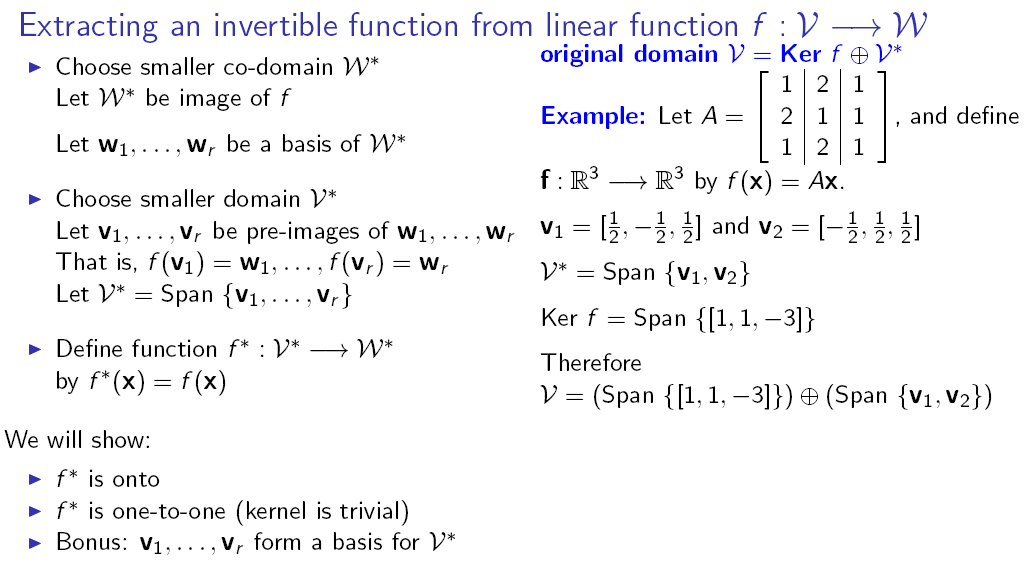 Extracting an invertible function from linear function f : V ⟶ W
▶ Choose smaller co-domain W*
Let W* be image of f
Let w₁, . . . , wᵣ be a basis of W*
▶ Choose smaller domain V*
Let v₁, . . . , vᵣ be pre-images of w₁, . . . , wᵣ
That is, f(v₁) = w₁, . . . , f(vᵣ) = wᵣ
Let V* = Span {v₁, . . . , vᵣ}
▶ Define function f* : V* ⟶ W*
by f*(x) = f(x)
We will show:
▶ f* is onto
▶ f* is one-to-one (kernel is trivial)
▶ Bonus: v₁, . . . , vᵣ form a basis for V*
original domain V = Ker f ⊕ V*
Example: Let A = [ 1 | 2 | 1
2 | 1 | 1
1 | 2 | 1 ] , and define
f : ℝ³ ⟶ ℝ³ by f(x) = Ax.
v₁ = [1/2, −1/2, 1/2] and v₂ = [−1/2, 1/2, 1/2]
V* = Span {v₁, v₂}
Ker f = Span {[1, 1, −3]}
Therefore
V = (Span {[1, 1, −3]}) ⊕ (Span {v₁, v₂})